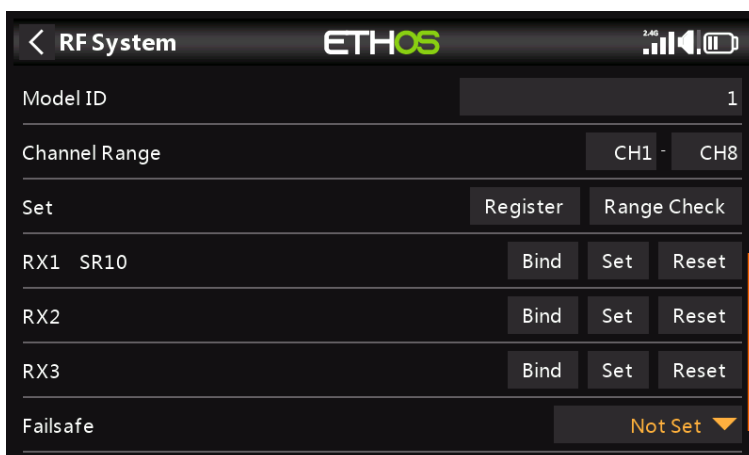 RF System ETHOS 2.4G
Model ID 1
Channel Range CH1 - CH8
Set Register Range Check
RX1 SR10 Bind Set Reset
RX2 Bind Set Reset
RX3 Bind Set Reset
Failsafe Not Set